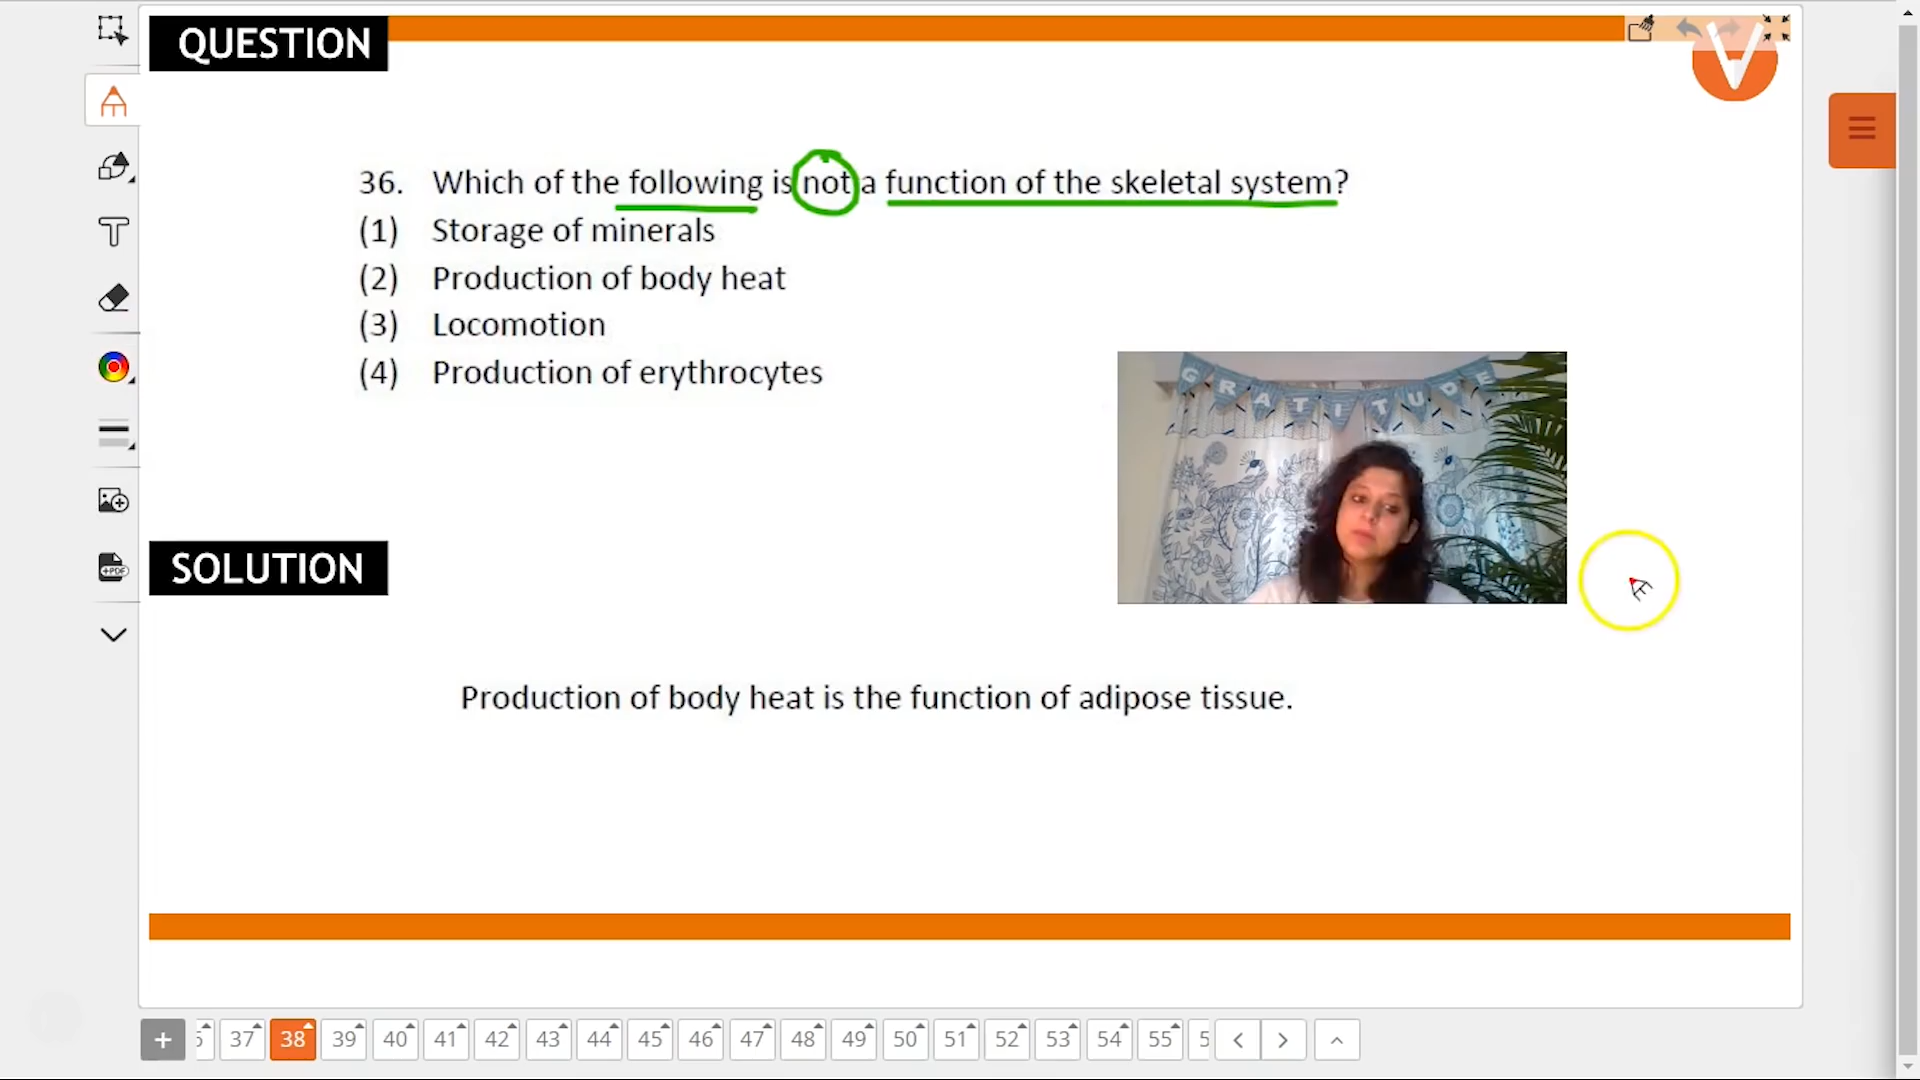 QUESTION
36. Which of the following is not a function of the skeletal system?
(1) Storage of minerals
(2) Production of body heat
(3) Locomotion
(4) Production of erythrocytes
GRATITUDE
SOLUTION
Production of body heat is the function of adipose tissue.
+ 37 38 39 40 41 42 43 44 45 46 47 48 49 50 51 52 53 54 55 5